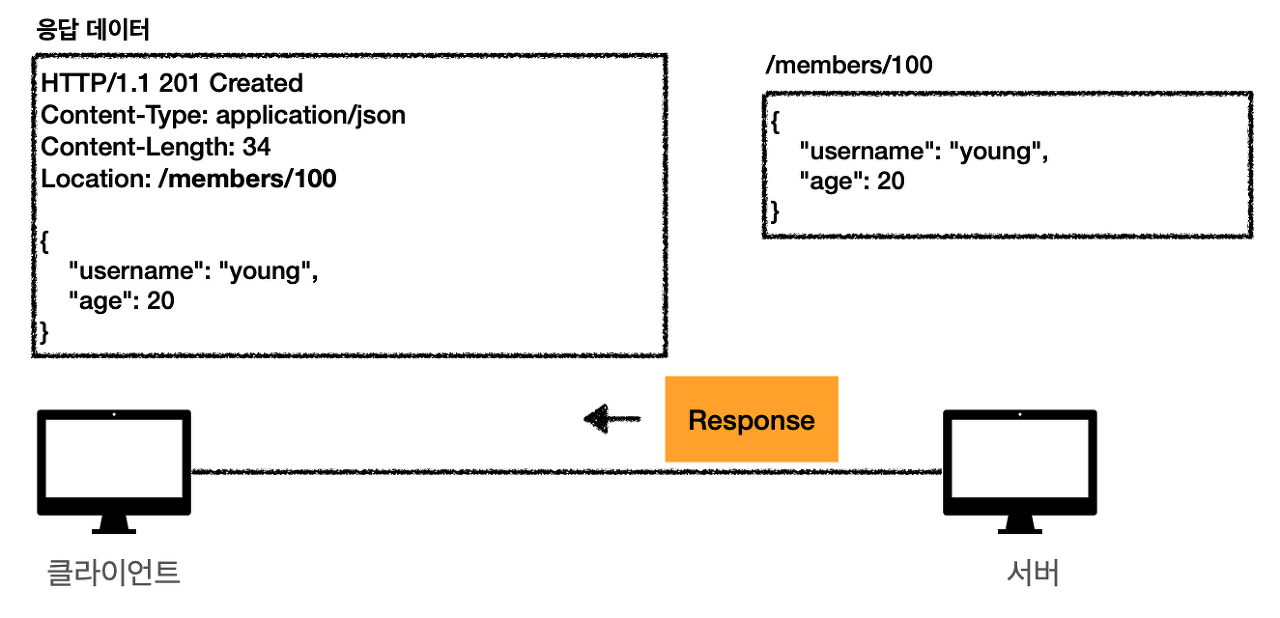 응답 데이터
HTTP/1.1 201 Created
Content-Type: application/json
Content-Length: 34
Location: /members/100
{
"username": "young",
"age": 20
}
/members/100
{
"username": "young",
"age": 20
}
Response
클라이언트
서버